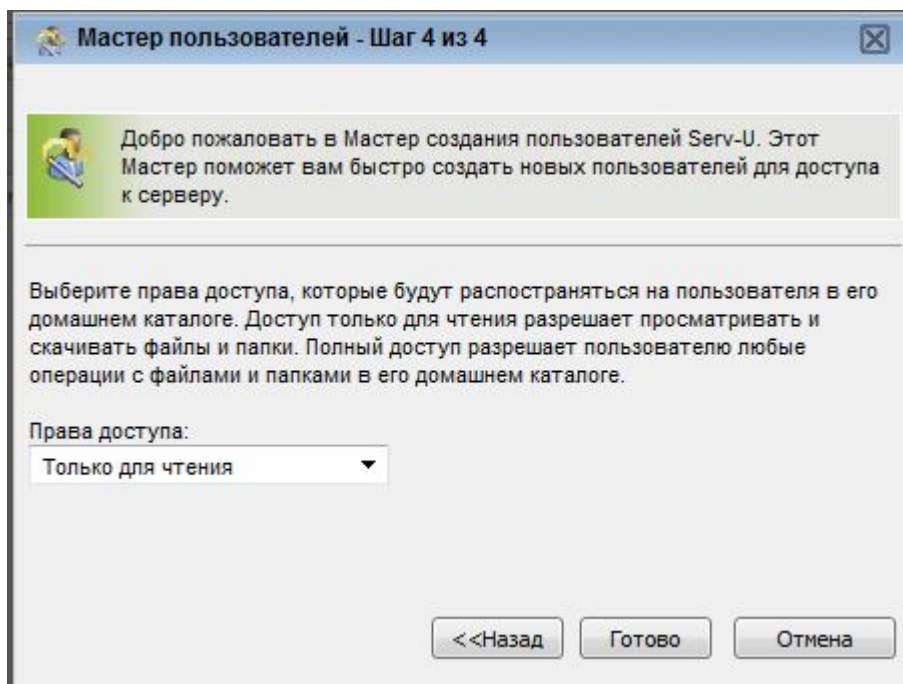 Мастер пользователей - Шаг 4 из 4
Добро пожаловать в Мастер создания пользователей Serv-U. Этот
Мастер поможет вам быстро создать новых пользователей для доступа
к серверу.
Выберите права доступа, которые будут распостраняться на пользователя в его
домашнем каталоге. Доступ только для чтения разрешает просматривать и
скачивать файлы и папки. Полный доступ разрешает пользователю любые
операции с файлами и папками в его домашнем каталоге.
Права доступа:
Только для чтения
<<Назад
Готово
Отмена